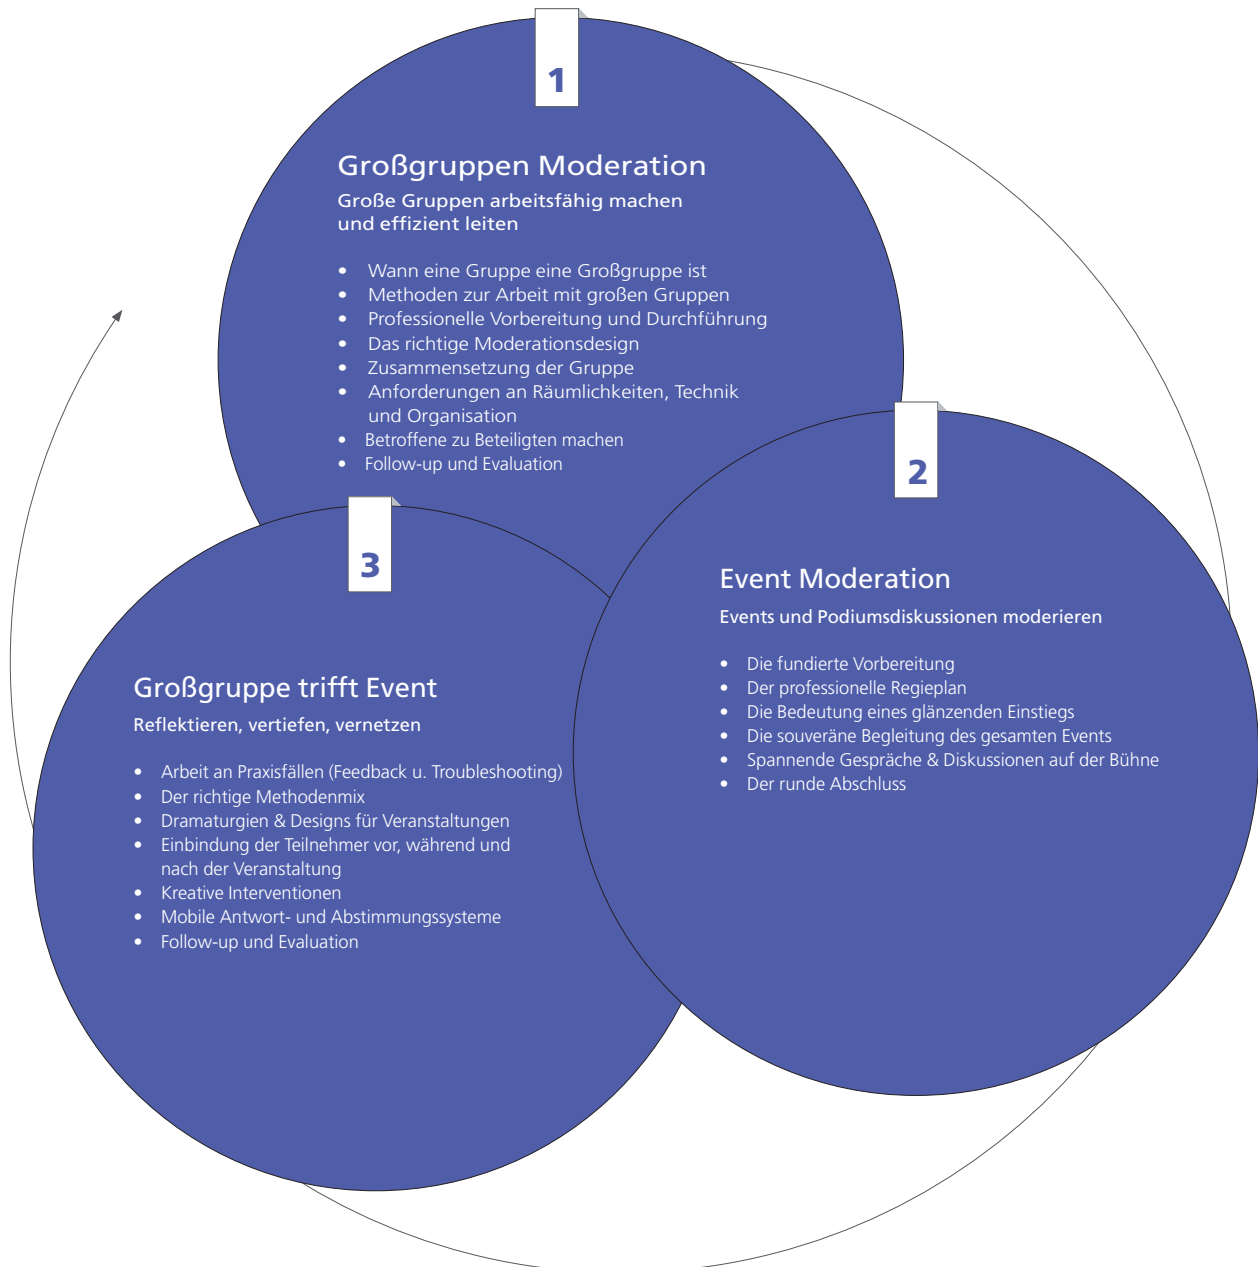 1
Großgruppen Moderation
Große Gruppen arbeitsfähig machen
und effizient leiten
• Wann eine Gruppe eine Großgruppe ist
• Methoden zur Arbeit mit großen Gruppen
• Professionelle Vorbereitung und Durchführung
• Das richtige Moderationsdesign
• Zusammensetzung der Gruppe
• Anforderungen an Räumlichkeiten, Technik
und Organisation
• Betroffene zu Beteiligten machen
• Follow-up und Evaluation
2
Event Moderation
Events und Podiumsdiskussionen moderieren
• Die fundierte Vorbereitung
• Der professionelle Regieplan
• Die Bedeutung eines glänzenden Einstiegs
• Die souveräne Begleitung des gesamten Events
• Spannende Gespräche & Diskussionen auf der Bühne
• Der runde Abschluss
3
Großgruppe trifft Event
Reflektieren, vertiefen, vernetzen
• Arbeit an Praxisfällen (Feedback u. Troubleshooting)
• Der richtige Methodenmix
• Dramaturgien & Designs für Veranstaltungen
• Einbindung der Teilnehmer vor, während und
nach der Veranstaltung
• Kreative Interventionen
• Mobile Antwort- und Abstimmungssysteme
• Follow-up und Evaluation